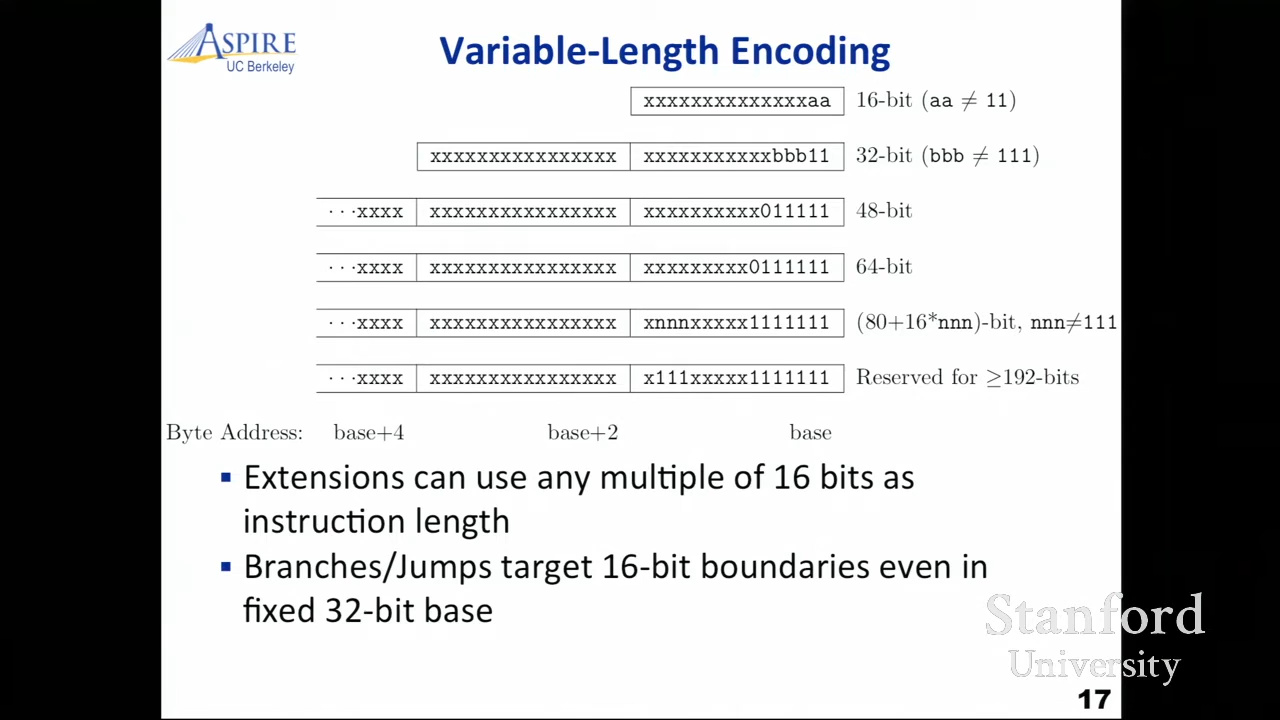 ASPIRE
UC Berkeley
Variable-Length Encoding
xxxxxxxxxxxxxxaa 16-bit (aa ≠ 11)
xxxxxxxxxxxxxxxx xxxxxxxxxxxbbb11 32-bit (bbb ≠ 111)
···xxxx xxxxxxxxxxxxxxxx xxxxxxxxxx011111 48-bit
···xxxx xxxxxxxxxxxxxxxx xxxxxxxxx0111111 64-bit
···xxxx xxxxxxxxxxxxxxxx xnnnxxxxx1111111 (80+16*nnn)-bit, nnn≠111
···xxxx xxxxxxxxxxxxxxxx x111xxxxx1111111 Reserved for ≥192-bits
Byte Address: base+4 base+2 base
▪ Extensions can use any multiple of 16 bits as
instruction length
▪ Branches/Jumps target 16-bit boundaries even in
fixed 32-bit base
Stanford
University
17